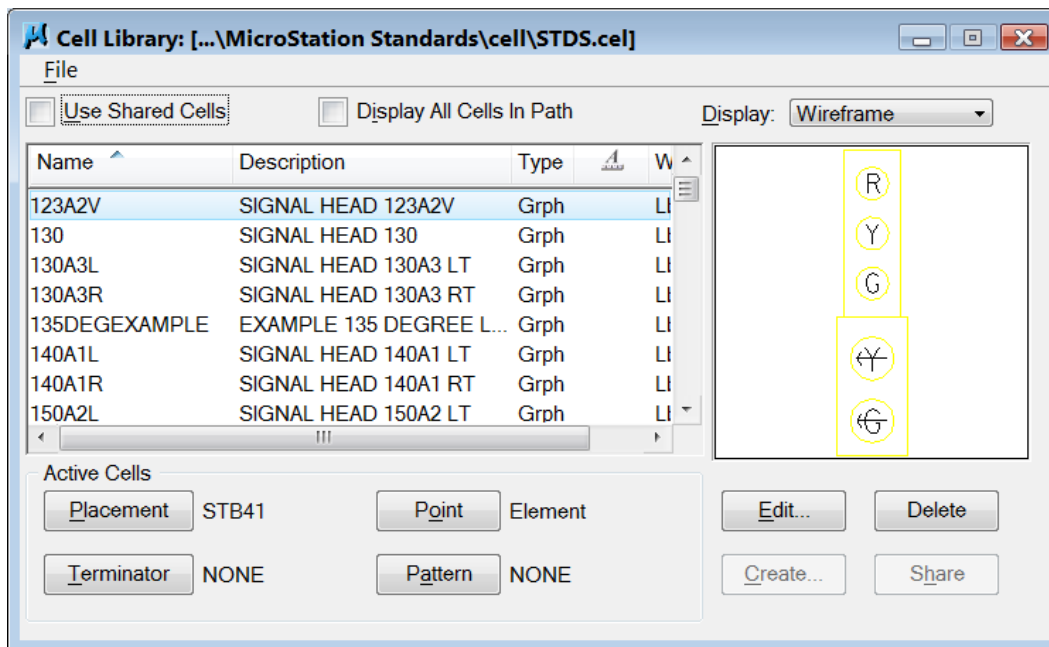 Cell Library: [...\MicroStation Standards\cell\STDS.cel]
File
Use Shared Cells Display All Cells In Path Display: Wireframe
Name Description Type A W
123A2V SIGNAL HEAD 123A2V Grph
130 SIGNAL HEAD 130 Grph
130A3L SIGNAL HEAD 130A3 LT Grph
130A3R SIGNAL HEAD 130A3 RT Grph
135DEGEXAMPLE EXAMPLE 135 DEGREE L... Grph
140A1L SIGNAL HEAD 140A1 LT Grph
140A1R SIGNAL HEAD 140A1 RT Grph
150A2L SIGNAL HEAD 150A2 LT Grph
R
Y
G
Y
G
Active Cells
Placement STB41 Point Element Edit... Delete
Terminator NONE Pattern NONE Create... Share